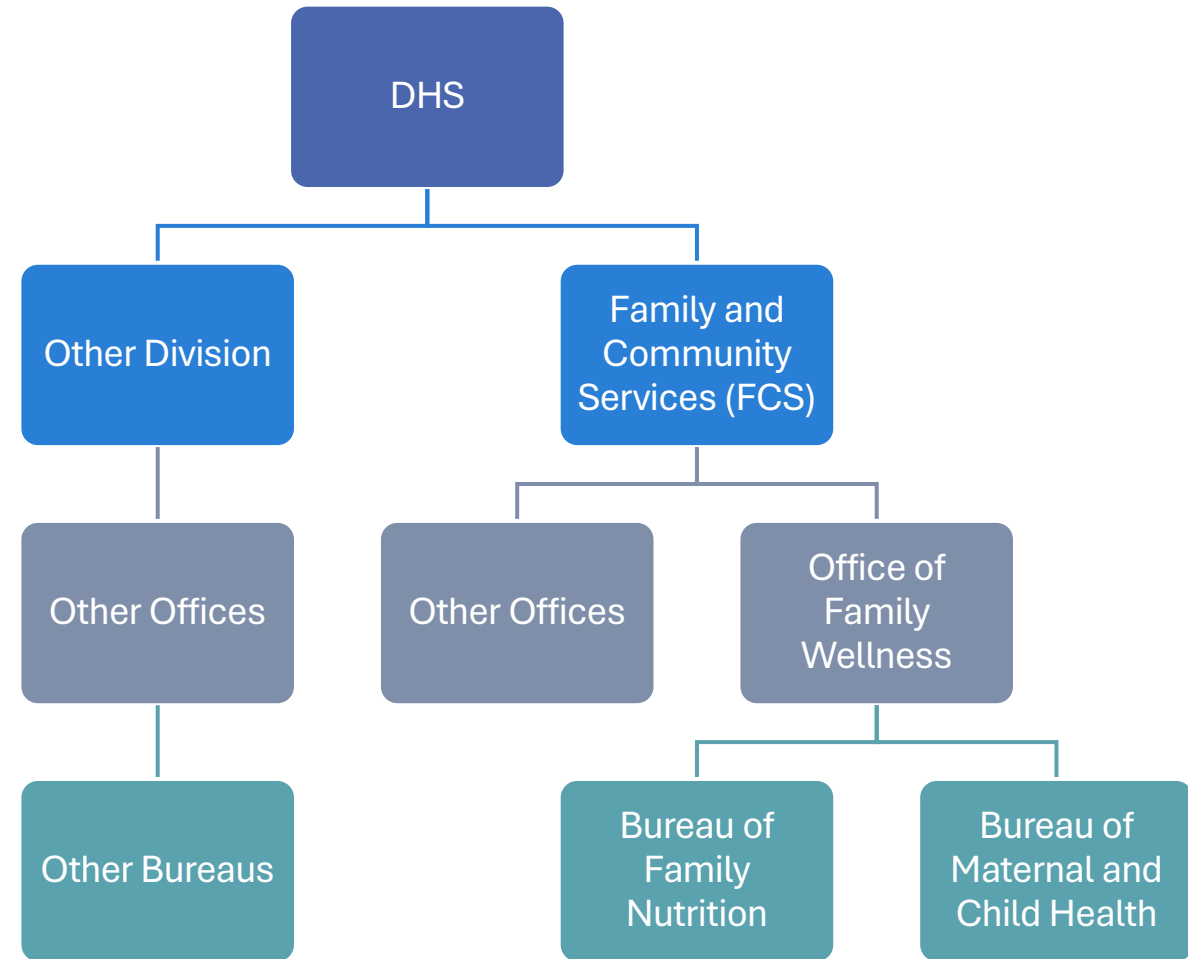 DHS
Other Division
Family and
Community
Services (FCS)
Other Offices
Other Offices
Office of
Family
Wellness
Other Bureaus
Bureau of
Family
Nutrition
Bureau of
Maternal and
Child Health